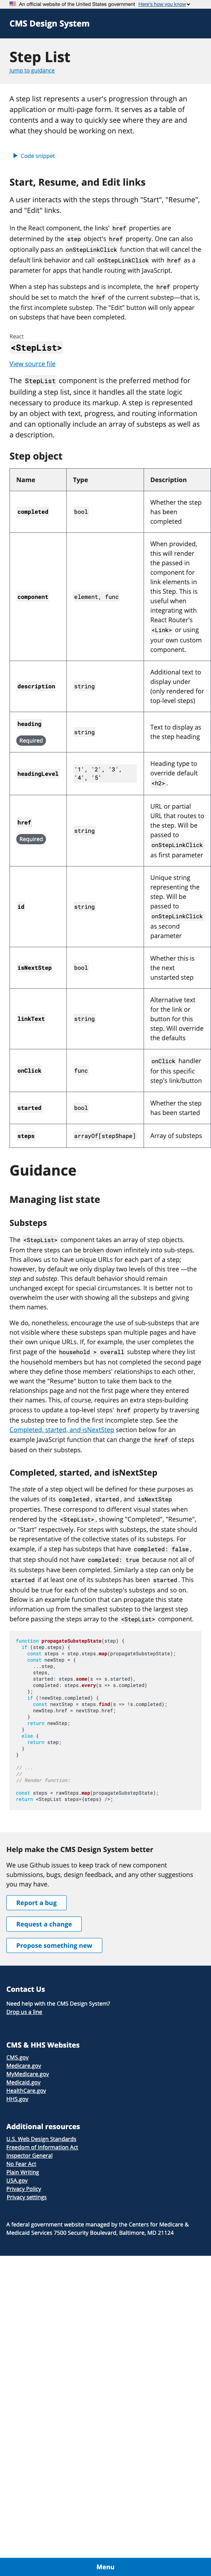 An official website of the United States government Here's how you know
CMS Design System
Step List
Jump to guidance
A step list represents a user's progression through an
application or multi-page form. It serves as a table of
contents and a way to quickly see where they are and
what they should be working on next.
Code snippet
Start, Resume, and Edit links
A user interacts with the steps through "Start", "Resume",
and "Edit" links.
In the React component, the links' href properties are
determined by the step object's href property. One can also
optionally pass an onStepLinkClick function that will cancel the
default link behavior and call onStepLinkClick with href as a
parameter for apps that handle routing with JavaScript.
When a step has substeps and is incomplete, the href property
should be set to match the href of the current substep—that is,
the first incomplete substep. The "Edit" button will only appear
for substeps that have been completed.
React
<StepList>
View source file
The StepList component is the preferred method for
building a step list, since it handles all the state logic
necessary to produce its markup. A step is represented
by an object with text, progress, and routing information
and can optionally include an array of substeps as well as
a description.
Step object
Name Type Description
completed bool Whether the step
has been
completed
component element, func When provided,
this will render
the passed in
component for
link elements in
this Step. This is
useful when
integrating with
React Router's
<Link> or using
your own custom
component.
description string Additional text to
display under
(only rendered for
top-level steps)
heading
Required
string Text to display as
the step heading
headingLevel '1', '2', '3',
'4', '5'
Heading type to
override default
<h2>.
href
Required
string URL or partial
URL that routes to
the step. Will be
passed to
onStepLinkClick
as first parameter
id string Unique string
representing the
step. Will be
passed to
onStepLinkClick
as second
parameter
isNextStep bool Whether this is
the next
unstarted step
linkText string Alternative text
for the link or
button for this
step. Will override
the defaults
onClick func onClick handler
for this specific
step's link/button
started bool Whether the step
has been started
steps arrayOf[stepShape] Array of substeps
Guidance
Managing list state
Substeps
The <StepList> component takes an array of step objects.
From there steps can be broken down infinitely into sub-steps.
This allows us to have unique URLs for each part of a step;
however, by default we only display two levels of this tree —the
step and substep. This default behavior should remain
unchanged except for special circumstances. It is better not to
overwhelm the user with showing all the substeps and giving
them names.
We do, nonetheless, encourage the use of sub-substeps that are
not visible where thise substeps span multiple pages and have
their own unique URLs. If, for example, the user completes the
first page of the household > overall substep where they list
the household members but has not yet completed each page
where they describe the relationships of each household
member, we want the "Resume" button to take them back to the
relationships page and not the beginning of the substep where
they list the members and that they've already completed.
This, of course, requires an extra steps-building process to add
routing to update a top-level steps' href property from an array
of sub-substeps that it's not yet complete. See the
Completed, started, and isNextStep section below for an
example JavaScript function that can change the href of steps
based on their substeps.
Completed, started, and isNextStep
The state of a step will object be defined for these purposes as
the values of its completed, started, and isNextStep
properties. These correspond to different visual states when
rendered by the <StepList>, showing "Completed", "Resume",
or "Start" respectively. For steps with substeps, the combined
state of its substeps should be reflected on the step itself. For
example, if a step has substeps that have completed: false,
that step should not have completed: true because not all of
its substeps have been completed. Similarly a step can only be
started if at least one of its substeps has been started. This
should be true for each level of the substep hierarchy as well.
Below is an example function that can propagate state
information from the smallest substeps up to the largest steps
before passing the steps array to the <StepList> component.
function propagateSubstepState(step) {
if (step.steps) {
const steps = step.steps.map(propagateSubstepState);
const newStep = {
...step,
steps,
started: steps.some(s => s.started),
completed: steps.every(s => s.completed)
};
if (!newStep.completed) {
const nextStep = steps.find(s => !s.completed);
newStep.href = nextStep.href;
}
return newStep;
}
else {
return step;
}
}
// ...
//
// Render function:
const steps = rawSteps.map(propagateSubstepState);
return <StepList steps={steps} />;
Help make the CMS Design System better
We use Github issues to keep track of new component
submissions, bugs, design feedback, and any other suggestions
you may have.
Report a bug
Request a change
Propose something new
Contact Us
Need help with the CMS Design System?
Drop us a line
CMS & HHS Websites
CMS.gov
Medicare.gov
MyMedicare.gov
Medicaid.gov
HealthCare.gov
HHS.gov
Additional resources
U.S. Web Design Standards
Freedom of Information Act
Inspector General
No Fear Act
Plain Writing
USA.gov
Privacy Policy
Privacy settings
A federal government website managed by the Centers for Medicare &
Medicaid Services 7500 Security Boulevard, Baltimore, MD 21124
Menu